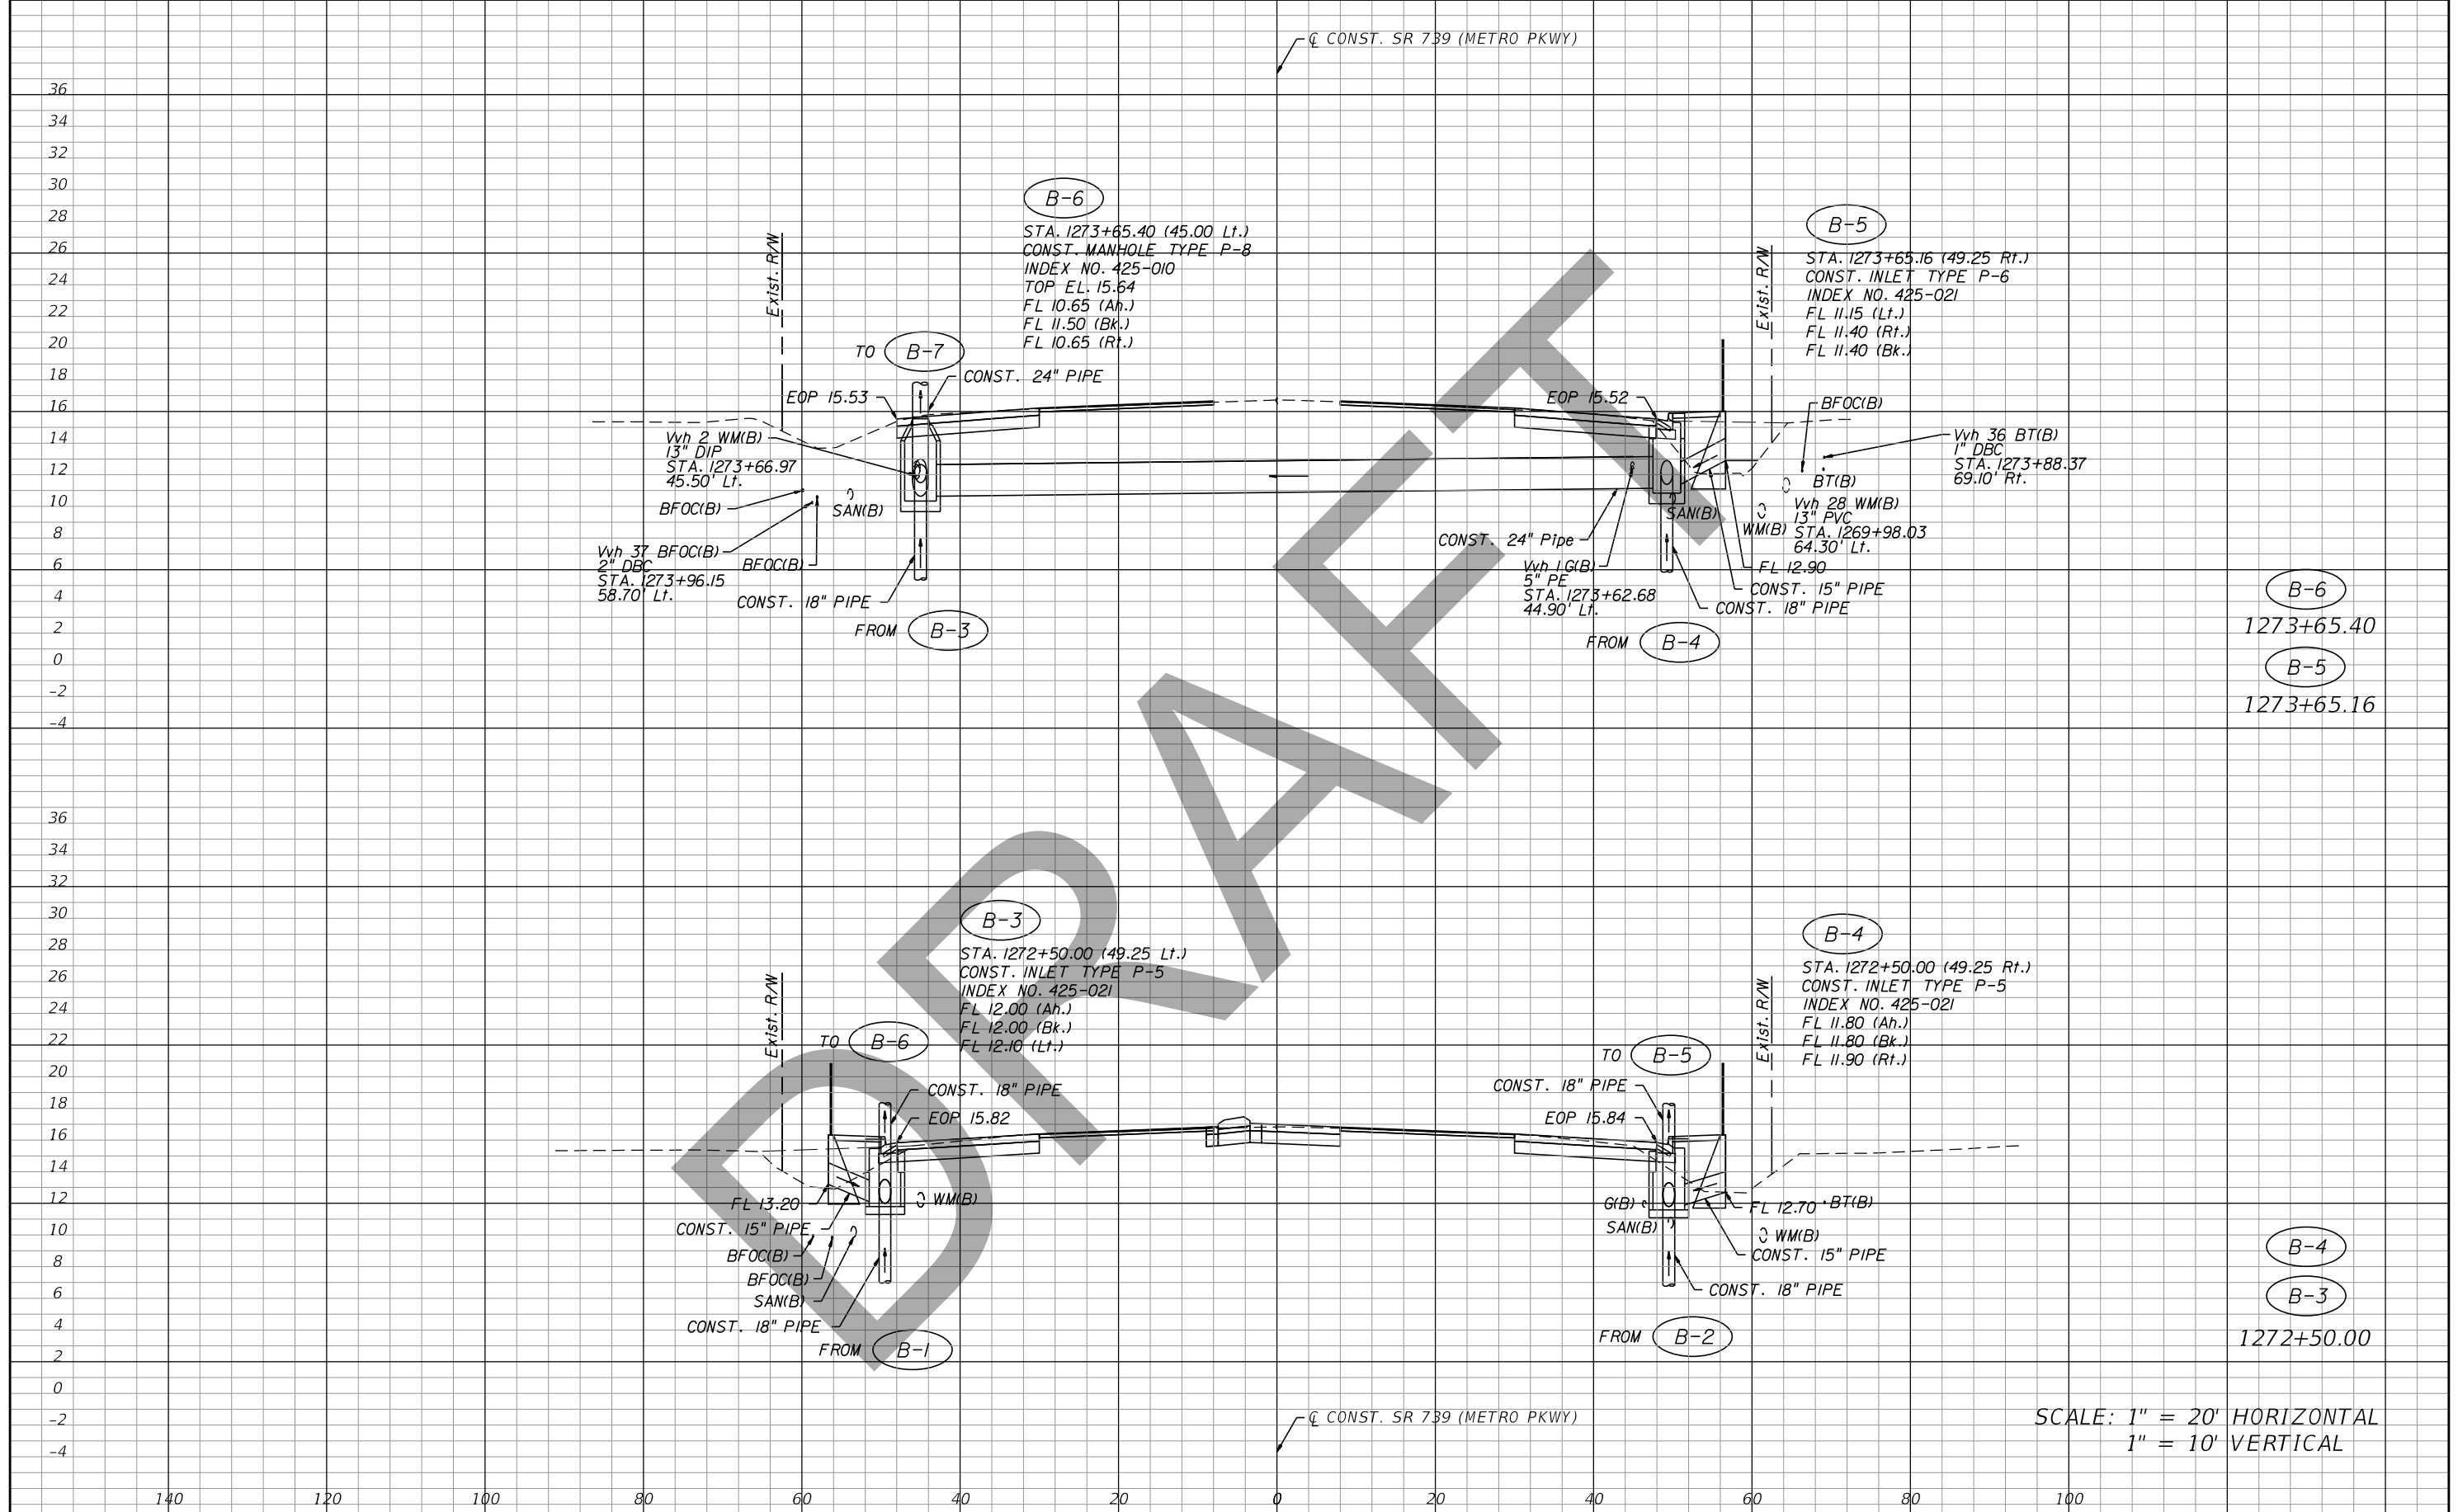 ℄ CONST. SR 739 (METRO PKWY)
36
34
32
30
28
26
24
22
20
18
16
14
12
10
8
6
4
2
0
-2
-4
Exist. R/W
B-6
STA. 1273+65.40 (45.00 Lt.)
CONST. MANHOLE TYPE P-8
INDEX NO. 425-010
TOP EL. 15.64
FL 10.65 (Ah.)
FL 11.50 (Bk.)
FL 10.65 (Rt.)
TO B-7
CONST. 24" PIPE
EOP 15.53
Vvh 2 WM(B)
13" DIP
STA. 1273+66.97
45.50' Lt.
BFOC(B)
SAN(B)
Vvh 37 BFOC(B)
2" DBC
STA. 1273+96.15
58.70' Lt.
BFOC(B)
CONST. 18" PIPE
FROM B-3
B-5
STA. 1273+65.16 (49.25 Rt.)
CONST. INLET TYPE P-6
INDEX NO. 425-021
FL 11.15 (Lt.)
FL 11.40 (Rt.)
FL 11.40 (Bk.)
Exist. R/W
EOP 15.52
BFOC(B)
Vvh 36 BT(B)
1" DBC
STA. 1273+88.37
69.10' Rt.
BT(B)
SAN(B)
WM(B)
Vvh 28 WM(B)
13" PVC
STA. 1269+98.03
64.30' Lt.
CONST. 24" Pipe
Vvh 1 G(B)
5" PE
STA. 1273+62.68
44.90' Lt.
FL 12.90
CONST. 15" PIPE
CONST. 18" PIPE
FROM B-4
B-6
1273+65.40
B-5
1273+65.16
DRAFT
36
34
32
30
28
26
24
22
20
18
16
14
12
10
8
6
4
2
0
-2
-4
Exist. R/W
B-3
STA. 1272+50.00 (49.25 Lt.)
CONST. INLET TYPE P-5
INDEX NO. 425-021
FL 12.00 (Ah.)
FL 12.00 (Bk.)
FL 12.10 (Lt.)
TO B-6
CONST. 18" PIPE
EOP 15.82
FL 13.20
WM(B)
CONST. 15" PIPE
BFOC(B)
BFOC(B)
SAN(B)
CONST. 18" PIPE
FROM B-1
B-4
STA. 1272+50.00 (49.25 Rt.)
CONST. INLET TYPE P-5
INDEX NO. 425-021
FL 11.80 (Ah.)
FL 11.80 (Bk.)
FL 11.90 (Rt.)
Exist. R/W
TO B-5
CONST. 18" PIPE
EOP 15.84
G(B)
SAN(B)
FL 12.70
BT(B)
WM(B)
CONST. 15" PIPE
CONST. 18" PIPE
FROM B-2
B-4
B-3
1272+50.00
℄ CONST. SR 739 (METRO PKWY)
SCALE: 1" = 20' HORIZONTAL
1" = 10' VERTICAL
140 120 100 80 60 40 20 0 20 40 60 80 100